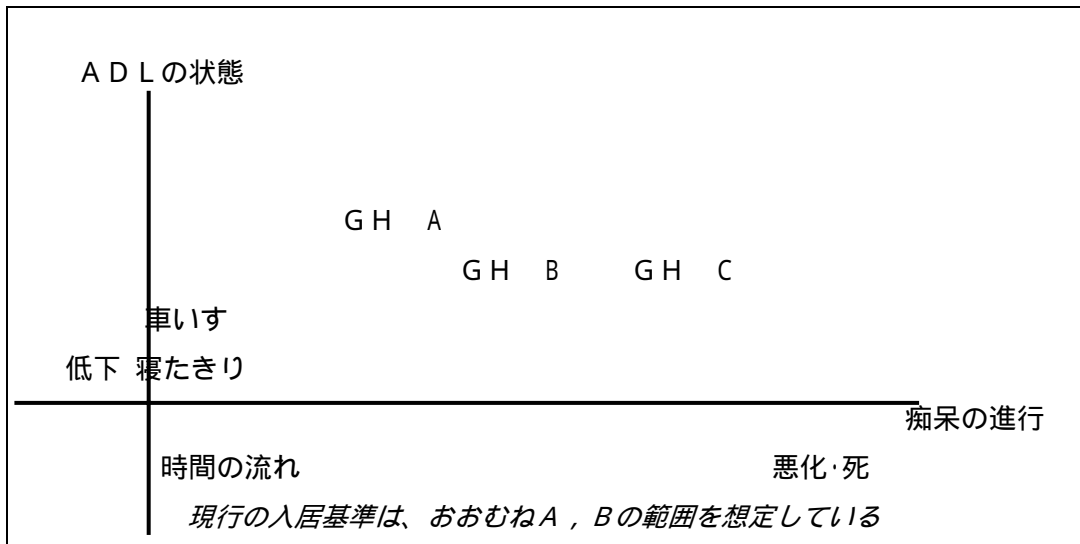 ＡＤＬの状態
ＧＨ　A
ＧＨ　B　　ＧＨ　C
車いす
低下 寝たきり
痴呆の進行
時間の流れ　　悪化・死
現行の入居基準は、おおむねＡ，Ｂの範囲を想定している